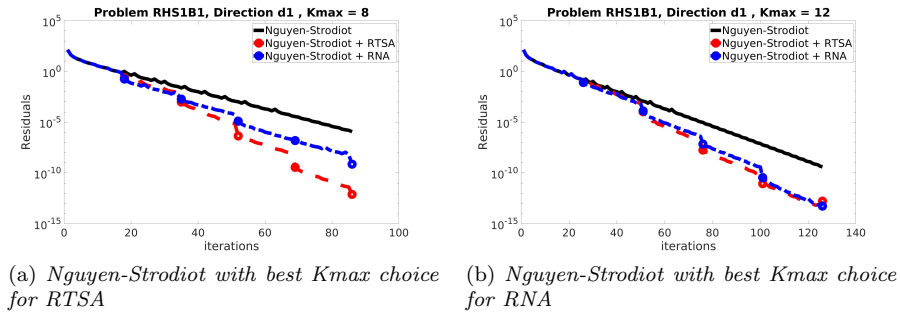 Problem RHS1B1, Direction d1 , Kmax = 8
10^5
10^0
10^-5
10^-10
10^-15
Residuals
0 20 40 60 80 100
iterations
Nguyen-Strodiot
Nguyen-Strodiot + RTSA
Nguyen-Strodiot + RNA
(a) Nguyen-Strodiot with best Kmax choice
for RTSA
Problem RHS1B1, Direction d1 , Kmax = 12
10^5
10^0
10^-5
10^-10
10^-15
Residuals
0 20 40 60 80 100 120 140
iterations
Nguyen-Strodiot
Nguyen-Strodiot + RTSA
Nguyen-Strodiot + RNA
(b) Nguyen-Strodiot with best Kmax choice
for RNA